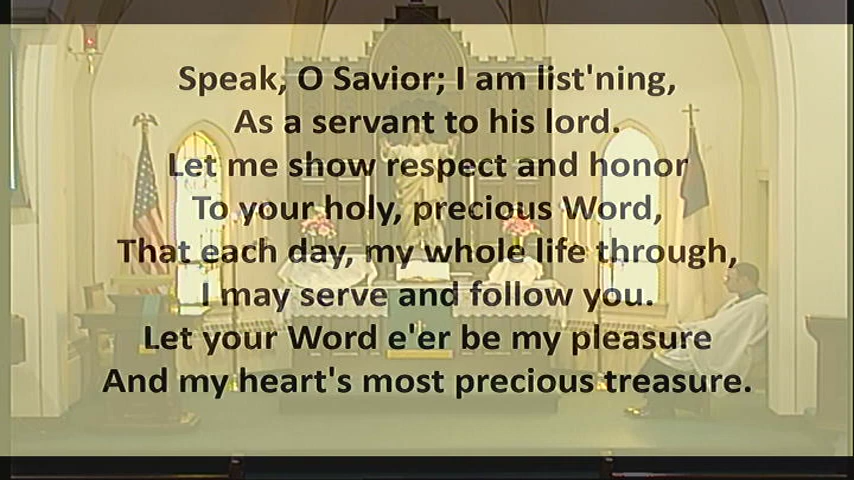 Speak, O Savior; I am list'ning,
As a servant to his lord.
Let me show respect and honor
To your holy, precious Word,
That each day, my whole life through,
I may serve and follow you.
Let your Word e'er be my pleasure
And my heart's most precious treasure.